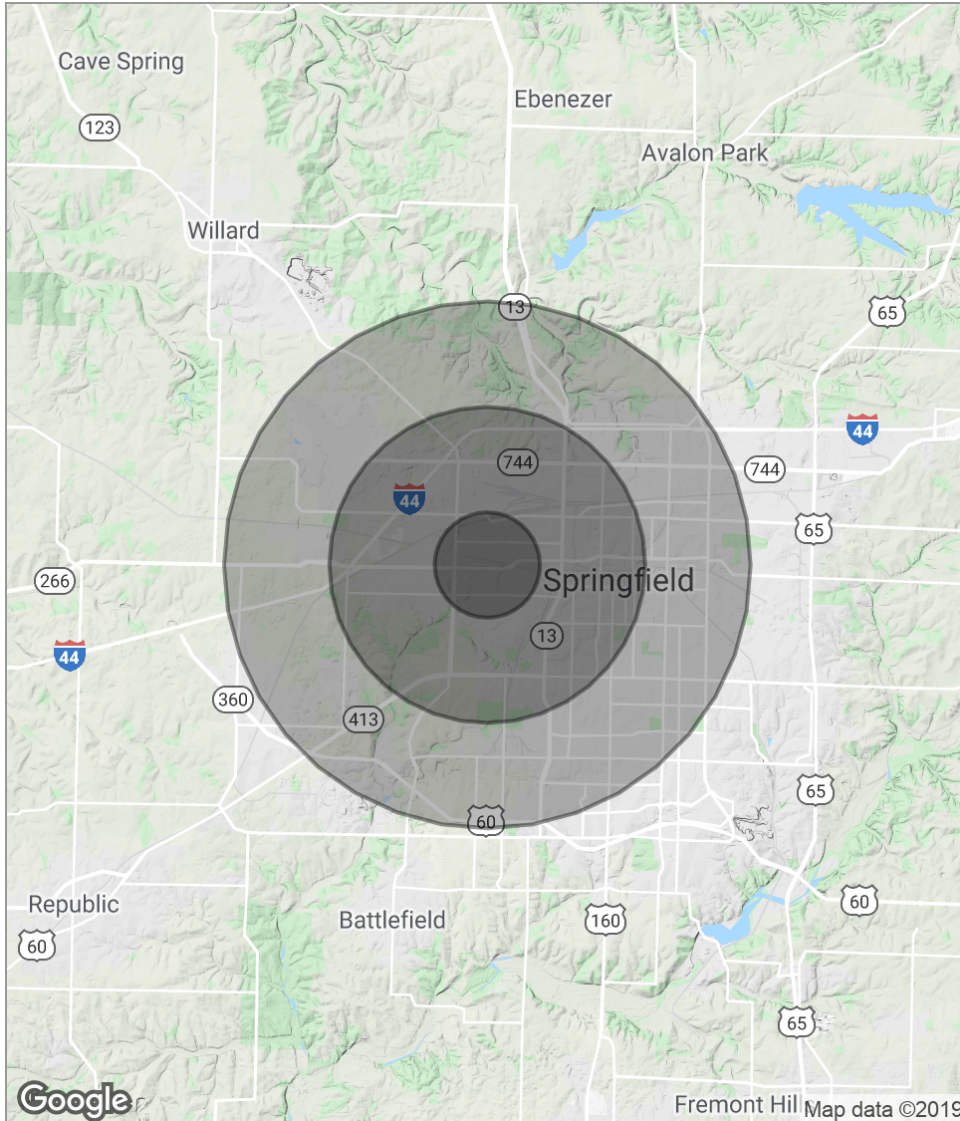 Cave Spring
Ebenezer
123
Avalon Park
Willard
13
65
44
744
744
44
65
266
Springfield
13
44
360
413
65
60
Republic
60
Battlefield
160
60
65
Google
Fremont Hil
Map data ©2019